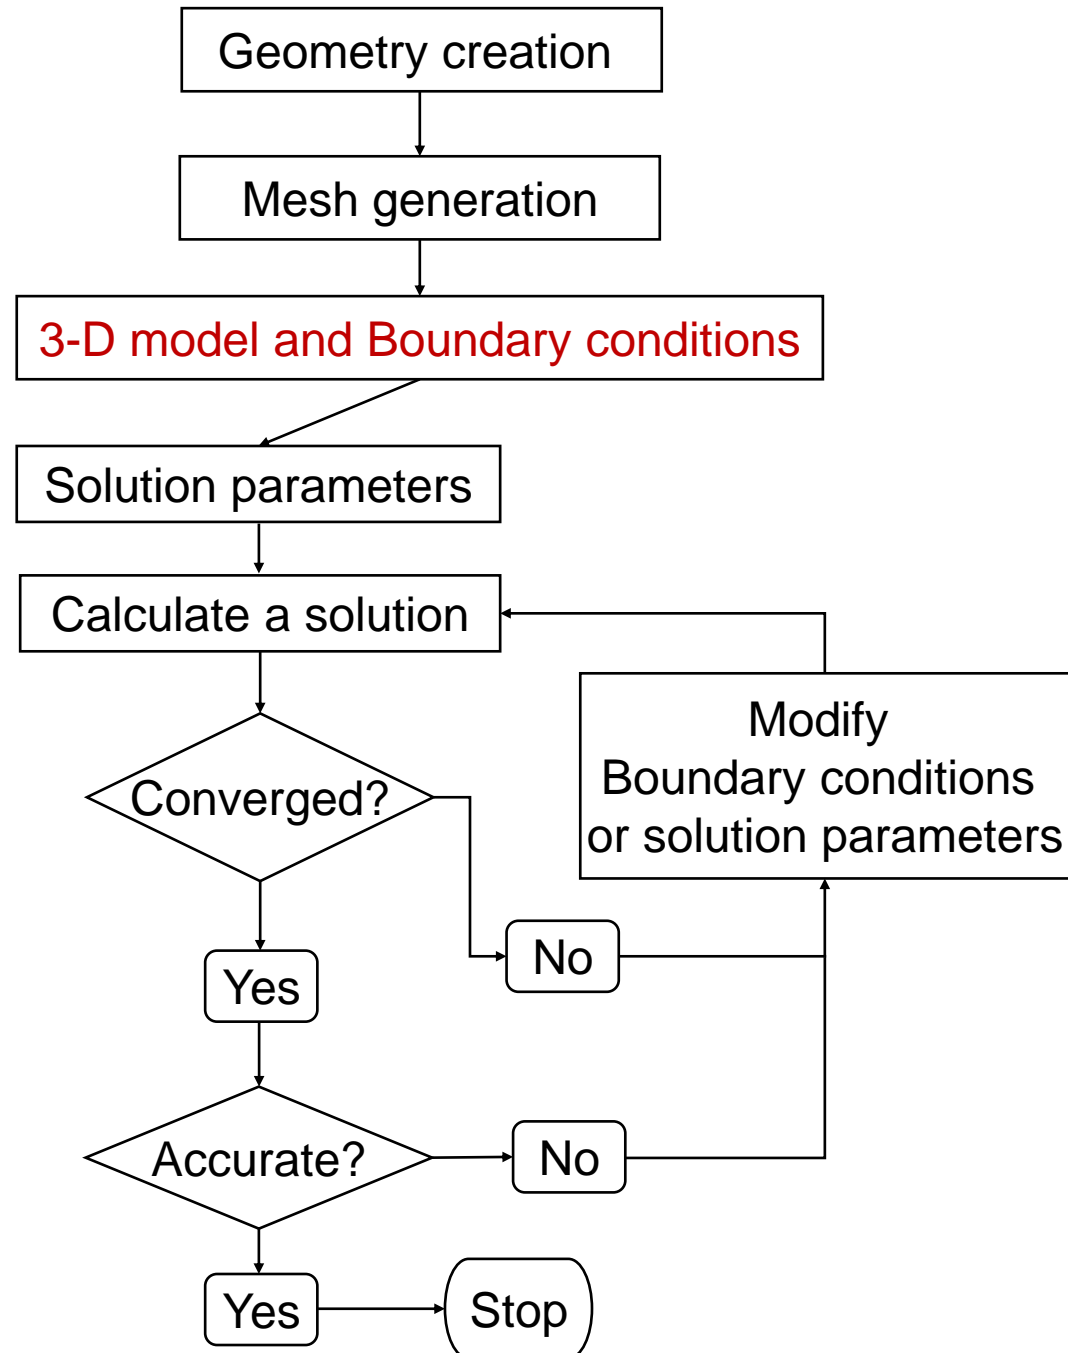 Geometry creation
Mesh generation
3-D model and Boundary conditions
Solution parameters
Calculate a solution
Modify
Boundary conditions
or solution parameters
Converged?
No
Yes
Accurate?
No
Yes
Stop